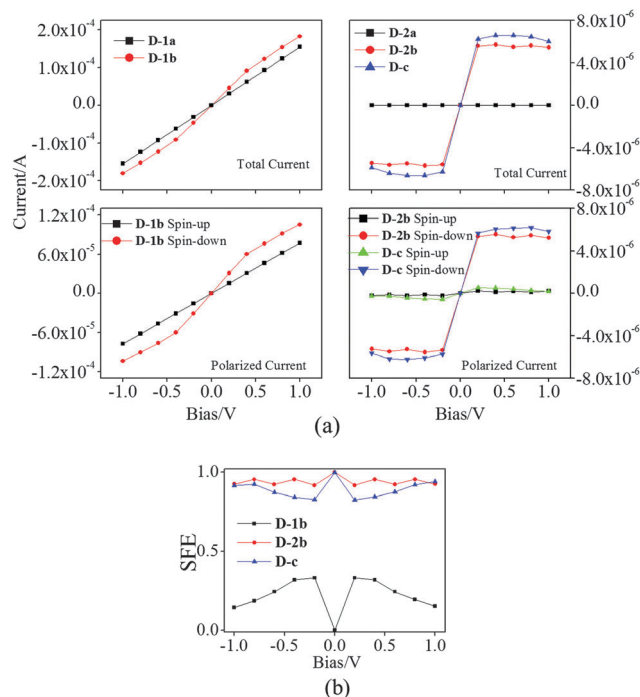 Current/A
2.0x10⁻⁴
1.0x10⁻⁴
0.0
-1.0x10⁻⁴
-2.0x10⁻⁴
D-1a
D-1b
Total Current
D-2a
D-2b
D-c
Total Current
8.0x10⁻⁶
4.0x10⁻⁶
0.0
-4.0x10⁻⁶
-8.0x10⁻⁶
1.2x10⁻⁴
6.0x10⁻⁵
0.0
-6.0x10⁻⁵
-1.2x10⁻⁴
D-1b Spin-up
D-1b Spin-down
Polarized Current
-1.0 -0.5 0.0 0.5 1.0
Bias/V
D-2b Spin-up
D-2b Spin-down
D-c Spin-up
D-c Spin-down
Polarized Current
8.0x10⁻⁶
4.0x10⁻⁶
0.0
-4.0x10⁻⁶
-8.0x10⁻⁶
-1.0 -0.5 0.0 0.5 1.0
Bias/V
(a)
SFE
1.0
0.5
0.0
D-1b
D-2b
D-c
-1.0 -0.5 0.0 0.5 1.0
Bias/V
(b)